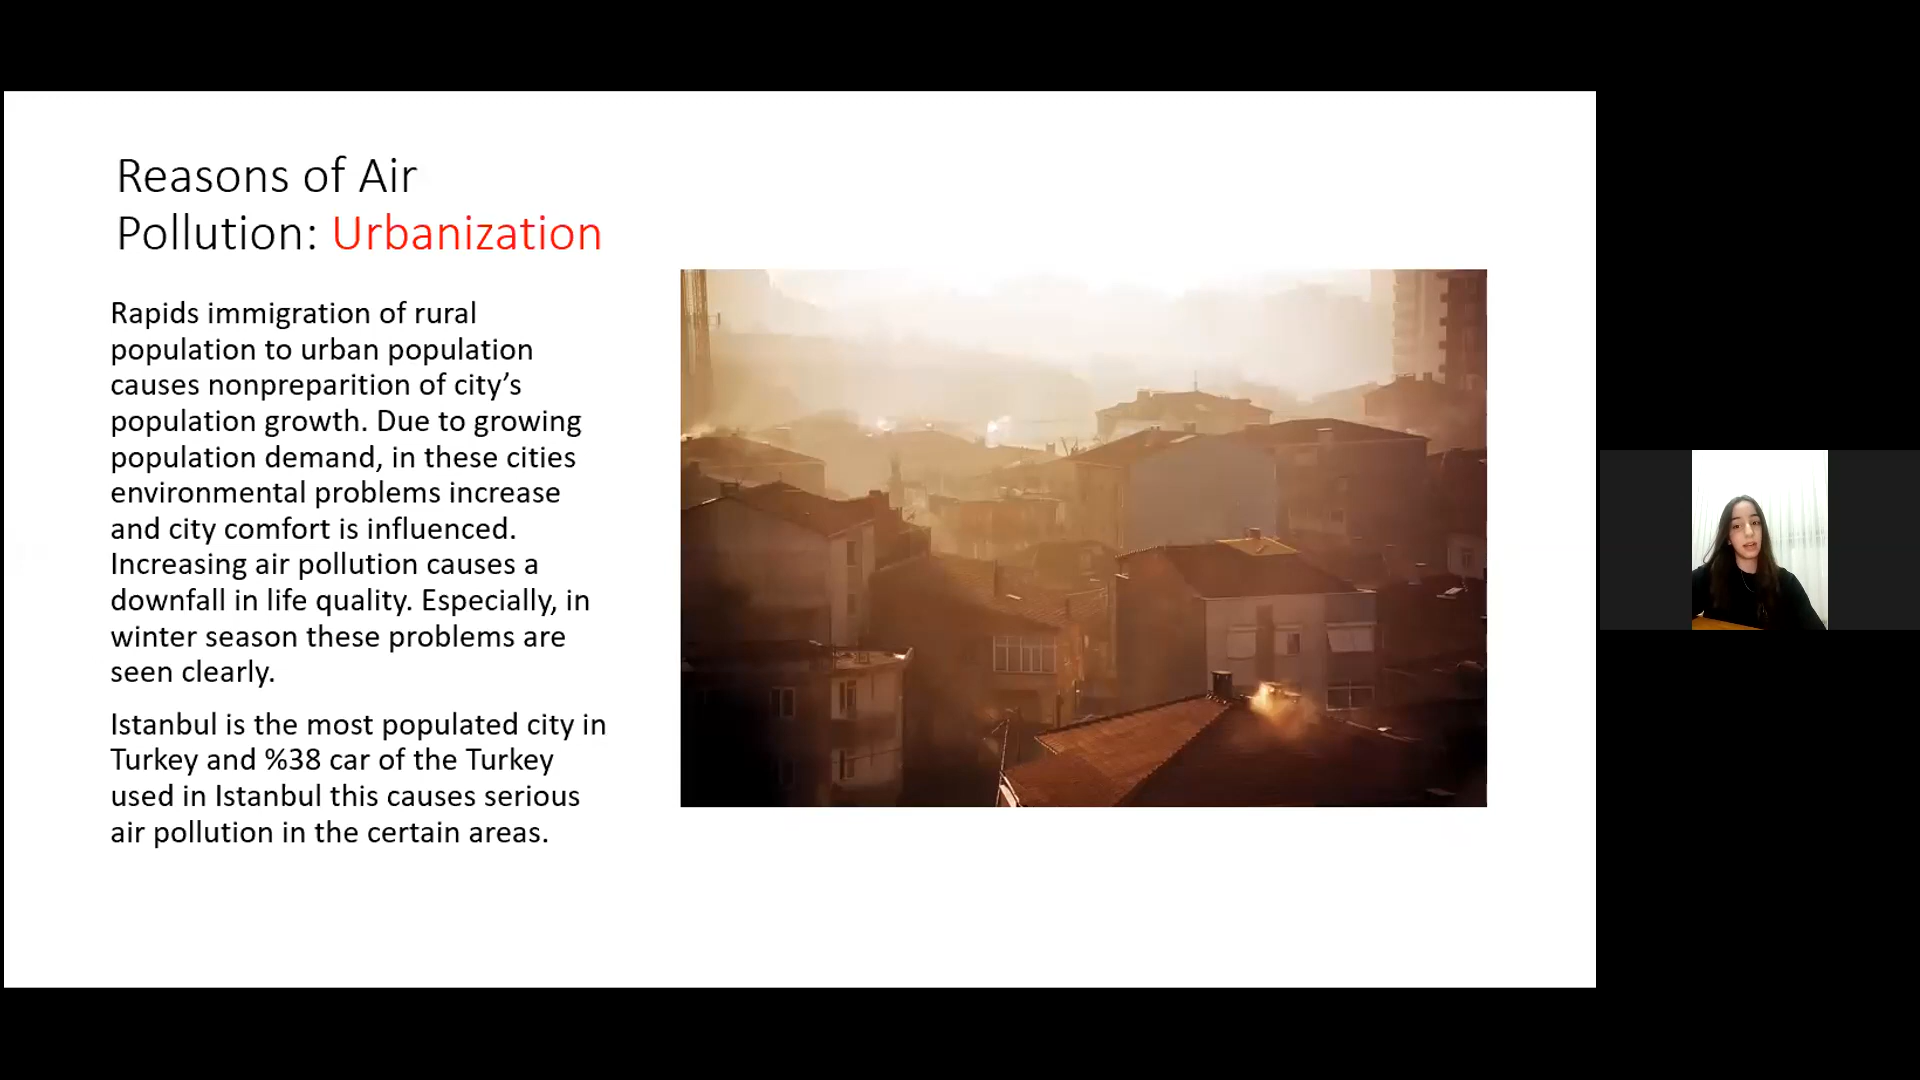 Reasons of Air
Pollution: Urbanization
Rapids immigration of rural
population to urban population
causes nonpreparition of city’s
population growth. Due to growing
population demand, in these cities
environmental problems increase
and city comfort is influenced.
Increasing air pollution causes a
downfall in life quality. Especially, in
winter season these problems are
seen clearly.
Istanbul is the most populated city in
Turkey and %38 car of the Turkey
used in Istanbul this causes serious
air pollution in the certain areas.